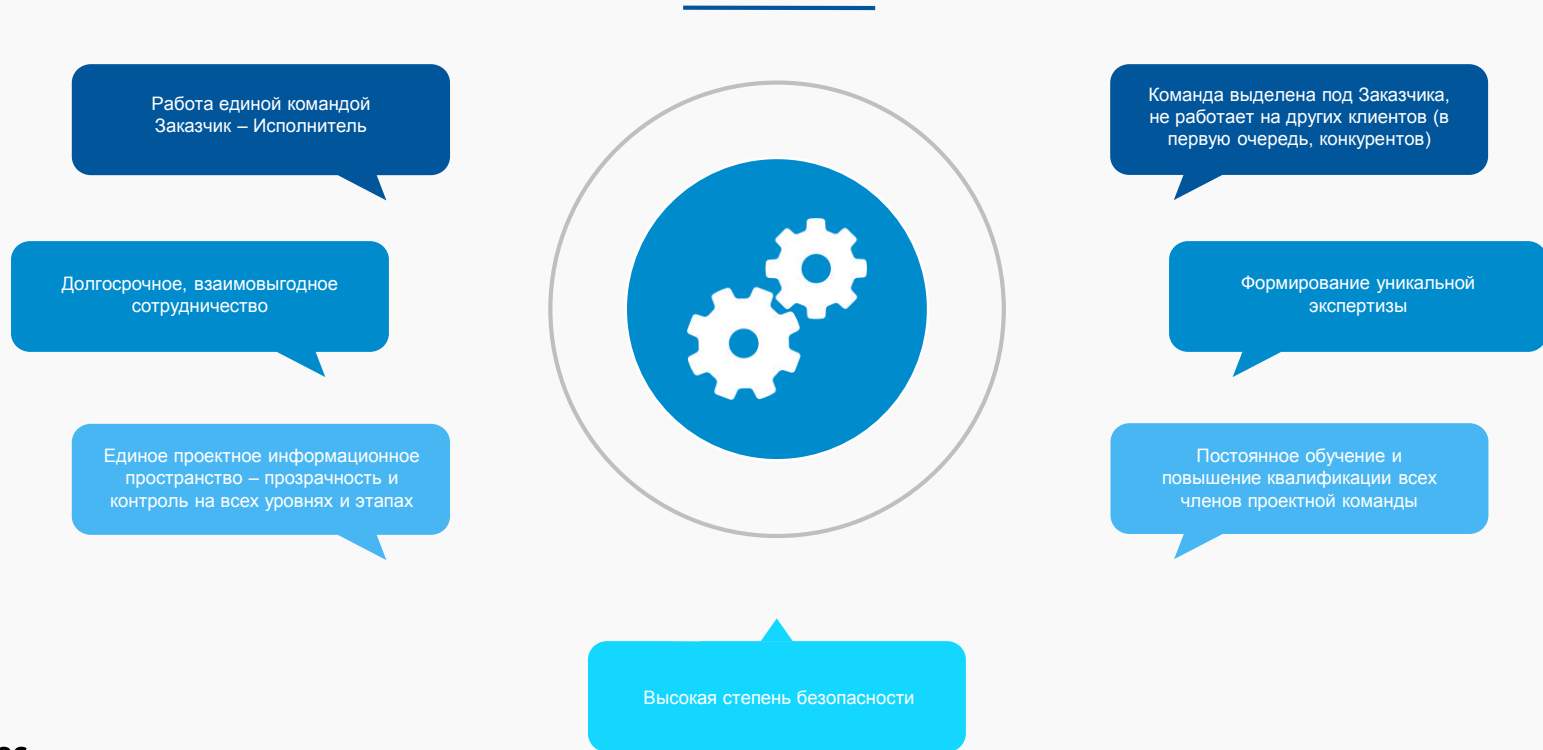 Работа единой командой
Заказчик – Исполнитель
Команда выделена под Заказчика,
не работает на других клиентов (в
первую очередь, конкурентов)
Долгосрочное, взаимовыгодное
сотрудничество
Формирование уникальной
экспертизы
Единое проектное информационное
пространство – прозрачность и
контроль на всех уровнях и этапах
Постоянное обучение и
повышение квалификации всех
членов проектной команды
Высокая степень безопасности